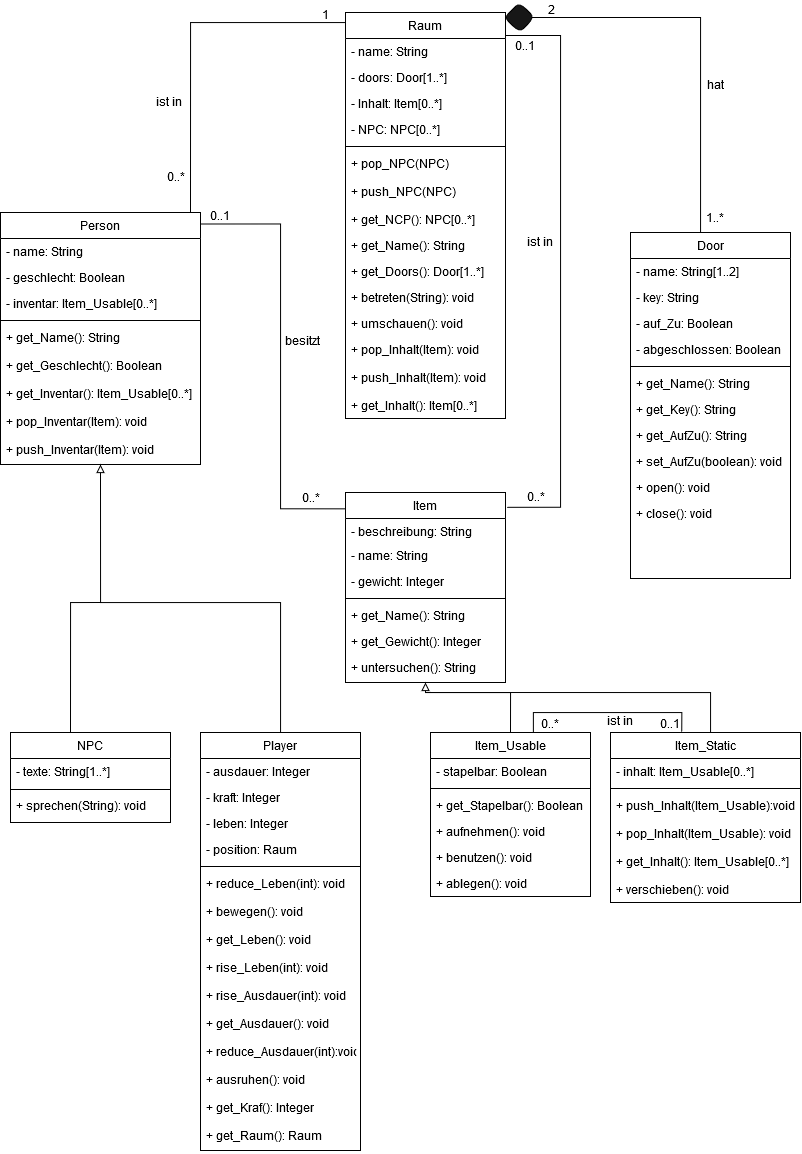 1
2
Raum
0..1
- name: String
- doors: Door[1..*]
- Inhalt: Item[0..*]
- NPC: NPC[0..*]
+ pop_NPC(NPC)
+ push_NPC(NPC)
+ get_NCP(): NPC[0..*]
+ get_Name(): String
+ get_Doors(): Door[1..*]
+ betreten(String): void
+ umschauen(): void
+ pop_Inhalt(Item): void
+ push_Inhalt(Item): void
+ get_Inhalt(): Item[0..*]
ist in
hat
0..*
1..*
Person
0..1
- name: String
- geschlecht: Boolean
- inventar: Item_Usable[0..*]
+ get_Name(): String
+ get_Geschlecht(): Boolean
+ get_Inventar(): Item_Usable[0..*]
+ pop_Inventar(Item): void
+ push_Inventar(Item): void
besitzt
ist in
Door
- name: String[1..2]
- key: String
- auf_Zu: Boolean
- abgeschlossen: Boolean
+ get_Name(): String
+ get_Key(): String
+ get_AufZu(): String
+ set_AufZu(boolean): void
+ open(): void
+ close(): void
0..*
0..*
Item
- beschreibung: String
- name: String
- gewicht: Integer
+ get_Name(): String
+ get_Gewicht(): Integer
+ untersuchen(): String
NPC
- texte: String[1..*]
+ sprechen(String): void
Player
- ausdauer: Integer
- kraft: Integer
- leben: Integer
- position: Raum
+ reduce_Leben(int): void
+ bewegen(): void
+ get_Leben(): void
+ rise_Leben(int): void
+ rise_Ausdauer(int): void
+ get_Ausdauer(): void
+ reduce_Ausdauer(int):void
+ ausruhen(): void
+ get_Kraf(): Integer
+ get_Raum(): Raum
0..*
ist in
0..1
Item_Usable
- stapelbar: Boolean
+ get_Stapelbar(): Boolean
+ aufnehmen(): void
+ benutzen(): void
+ ablegen(): void
Item_Static
- inhalt: Item_Usable[0..*]
+ push_Inhalt(Item_Usable):void
+ pop_Inhalt(Item_Usable): void
+ get_Inhalt(): Item_Usable[0..*]
+ verschieben(): void